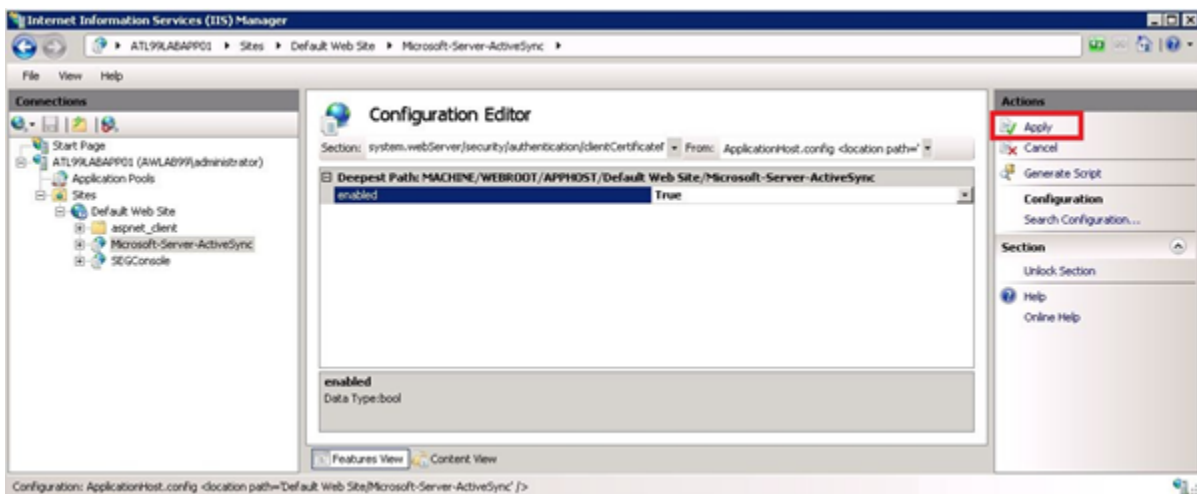 Internet Information Services (IIS) Manager
ATL99LABAPP01 Sites Default Web Site Microsoft-Server-ActiveSync
File View Help
Connections
Start Page
ATL99LABAPP01 (AWLAB99\administrator)
Application Pools
Sites
Default Web Site
aspnet_client
Microsoft-Server-ActiveSync
SEGConsole
Configuration Editor
Section: system.webServer/security/authentication/clientCertificateM From: ApplicationHost.config <location path='
Deepest Path: MACHINE/WEBROOT/APPHOST/Default Web Site/Microsoft-Server-ActiveSync
enabled True
enabled
Data Type:bool
Features View Content View
Actions
Apply
Cancel
Generate Script
Configuration
Search Configuration...
Section
Unlock Section
Help
Online Help
Configuration: ApplicationHost.config <location path='Default Web Site/Microsoft-Server-ActiveSync' />